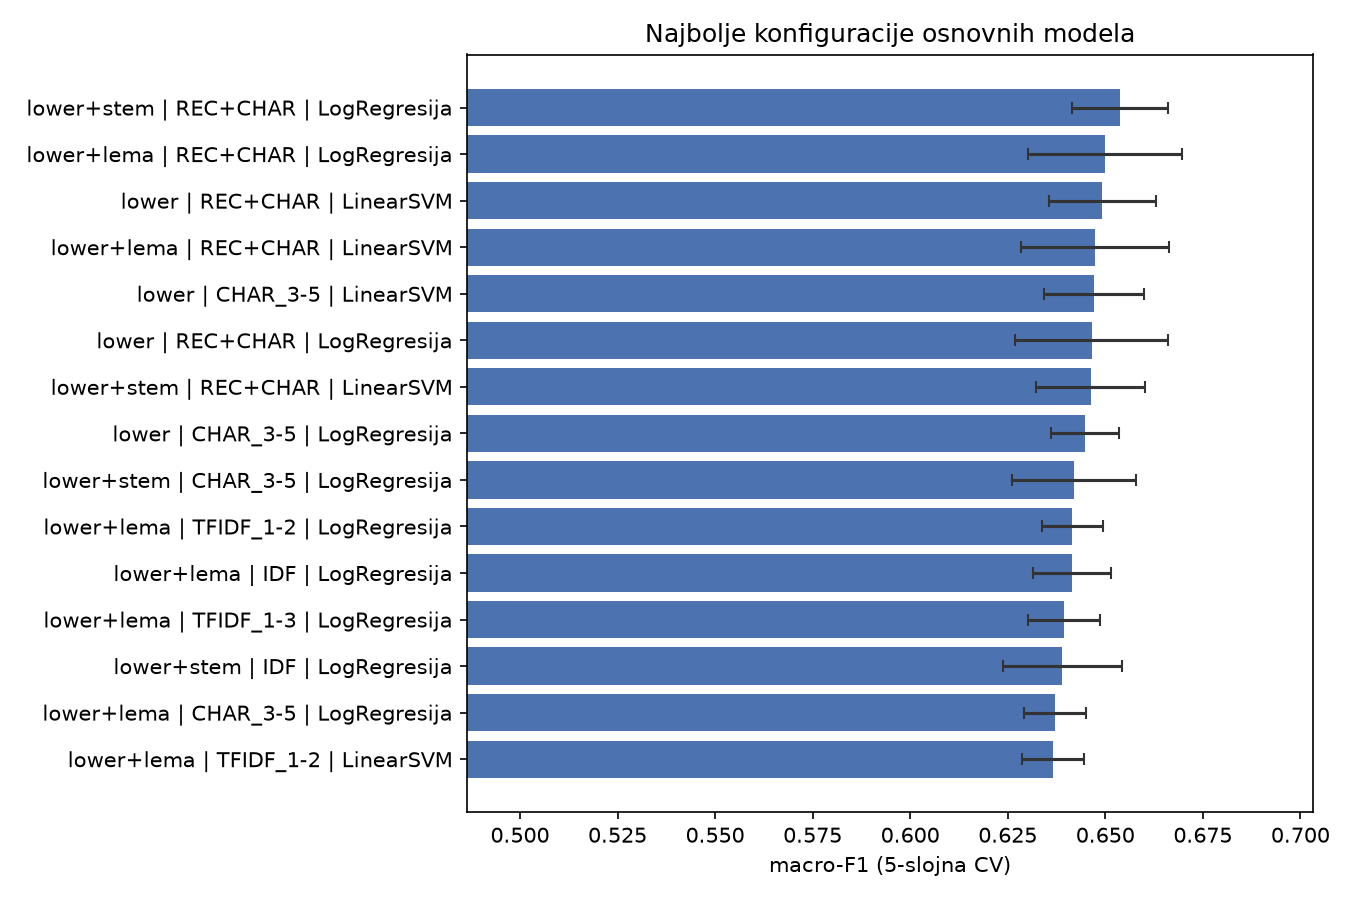 Najbolje konfiguracije osnovnih modela
lower+stem | REC+CHAR | LogRegresija
lower+lema | REC+CHAR | LogRegresija
lower | REC+CHAR | LinearSVM
lower+lema | REC+CHAR | LinearSVM
lower | CHAR_3-5 | LinearSVM
lower | REC+CHAR | LogRegresija
lower+stem | REC+CHAR | LinearSVM
lower | CHAR_3-5 | LogRegresija
lower+stem | CHAR_3-5 | LogRegresija
lower+lema | TFIDF_1-2 | LogRegresija
lower+lema | IDF | LogRegresija
lower+lema | TFIDF_1-3 | LogRegresija
lower+stem | IDF | LogRegresija
lower+lema | CHAR_3-5 | LogRegresija
lower+lema | TFIDF_1-2 | LinearSVM
0.500 0.525 0.550 0.575 0.600 0.625 0.650 0.675 0.700
macro-F1 (5-slojna CV)